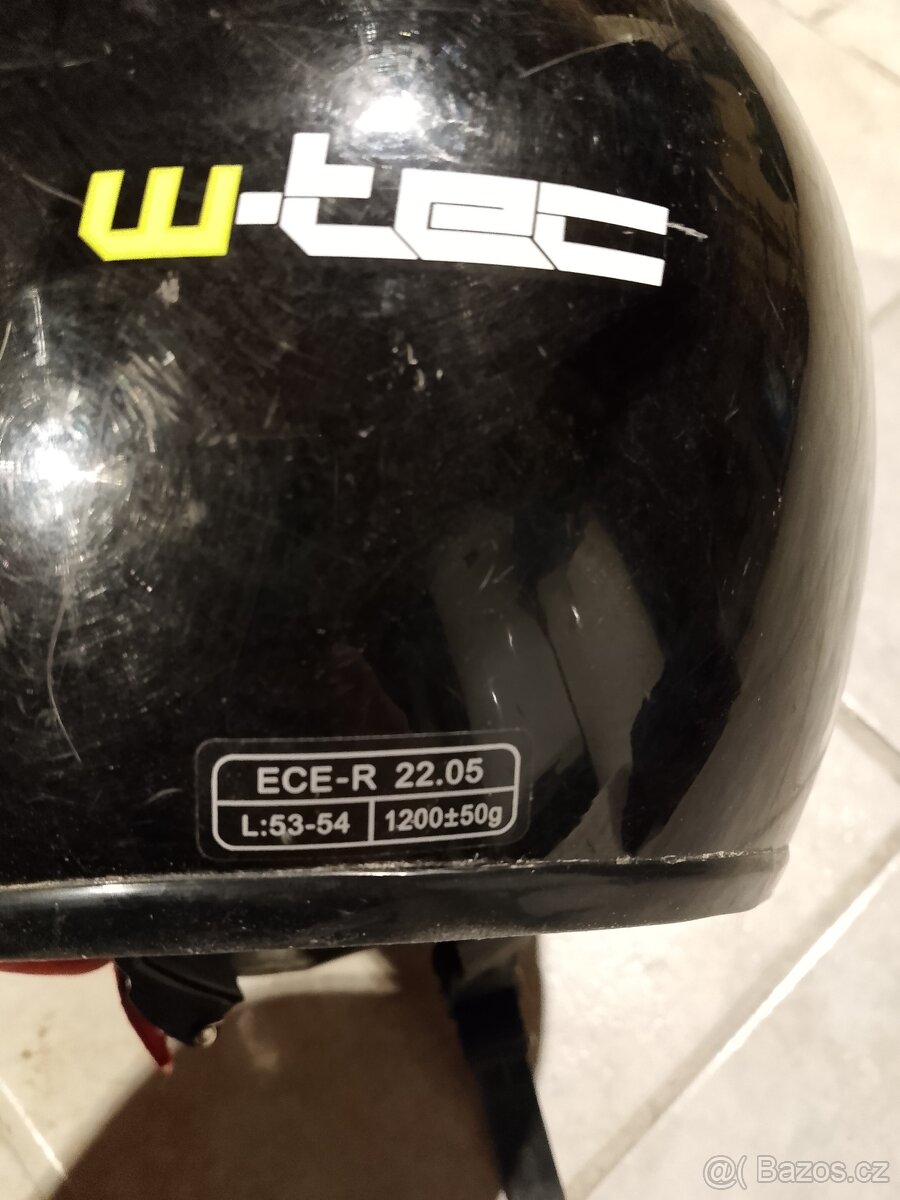 w-tec
ECE-R 22.05
L:53-54 1200±50g
@( Bazos.cz